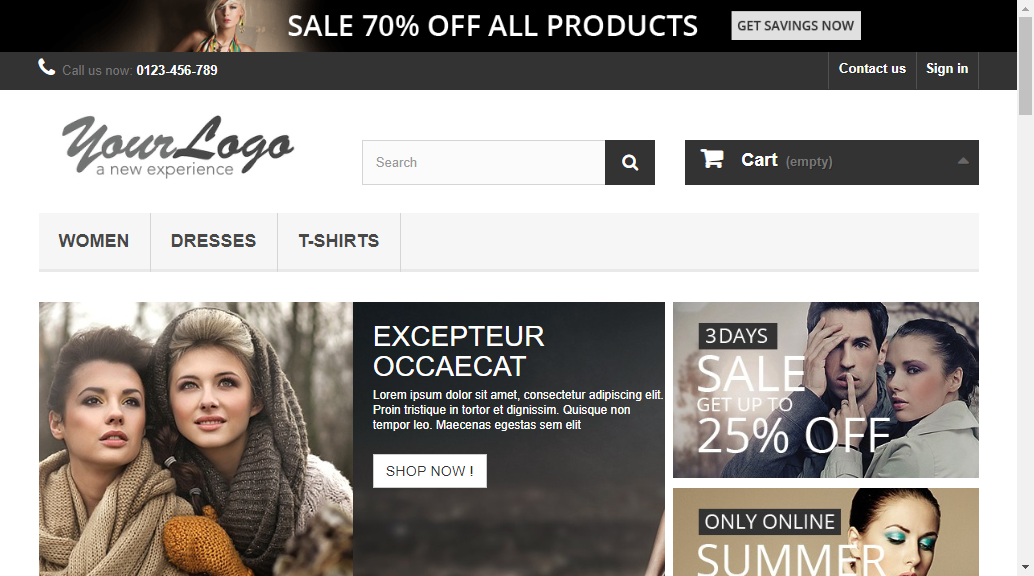 SALE 70% OFF ALL PRODUCTS GET SAVINGS NOW
Call us now: 0123-456-789 Contact us Sign in
YourLogo
a new experience
Search
Cart (empty)
WOMEN DRESSES T-SHIRTS
EXCEPTEUR
OCCAECAT
Lorem ipsum dolor sit amet, consectetur adipiscing elit.
Proin tristique in tortor et dignissim. Quisque non
tempor leo. Maecenas egestas sem elit
SHOP NOW !
3 DAYS
SALE
GET UP TO
25% OFF
ONLY ONLINE
SUMMER